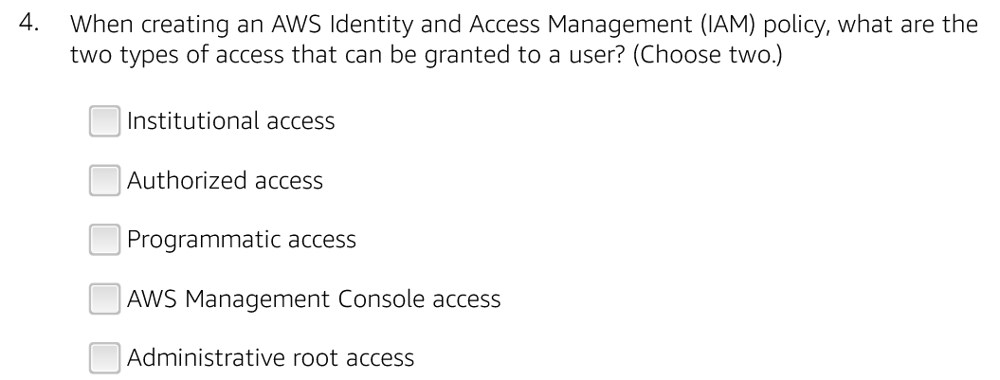 4. When creating an AWS Identity and Access Management (IAM) policy, what are the
two types of access that can be granted to a user? (Choose two.)
Institutional access
Authorized access
Programmatic access
AWS Management Console access
Administrative root access